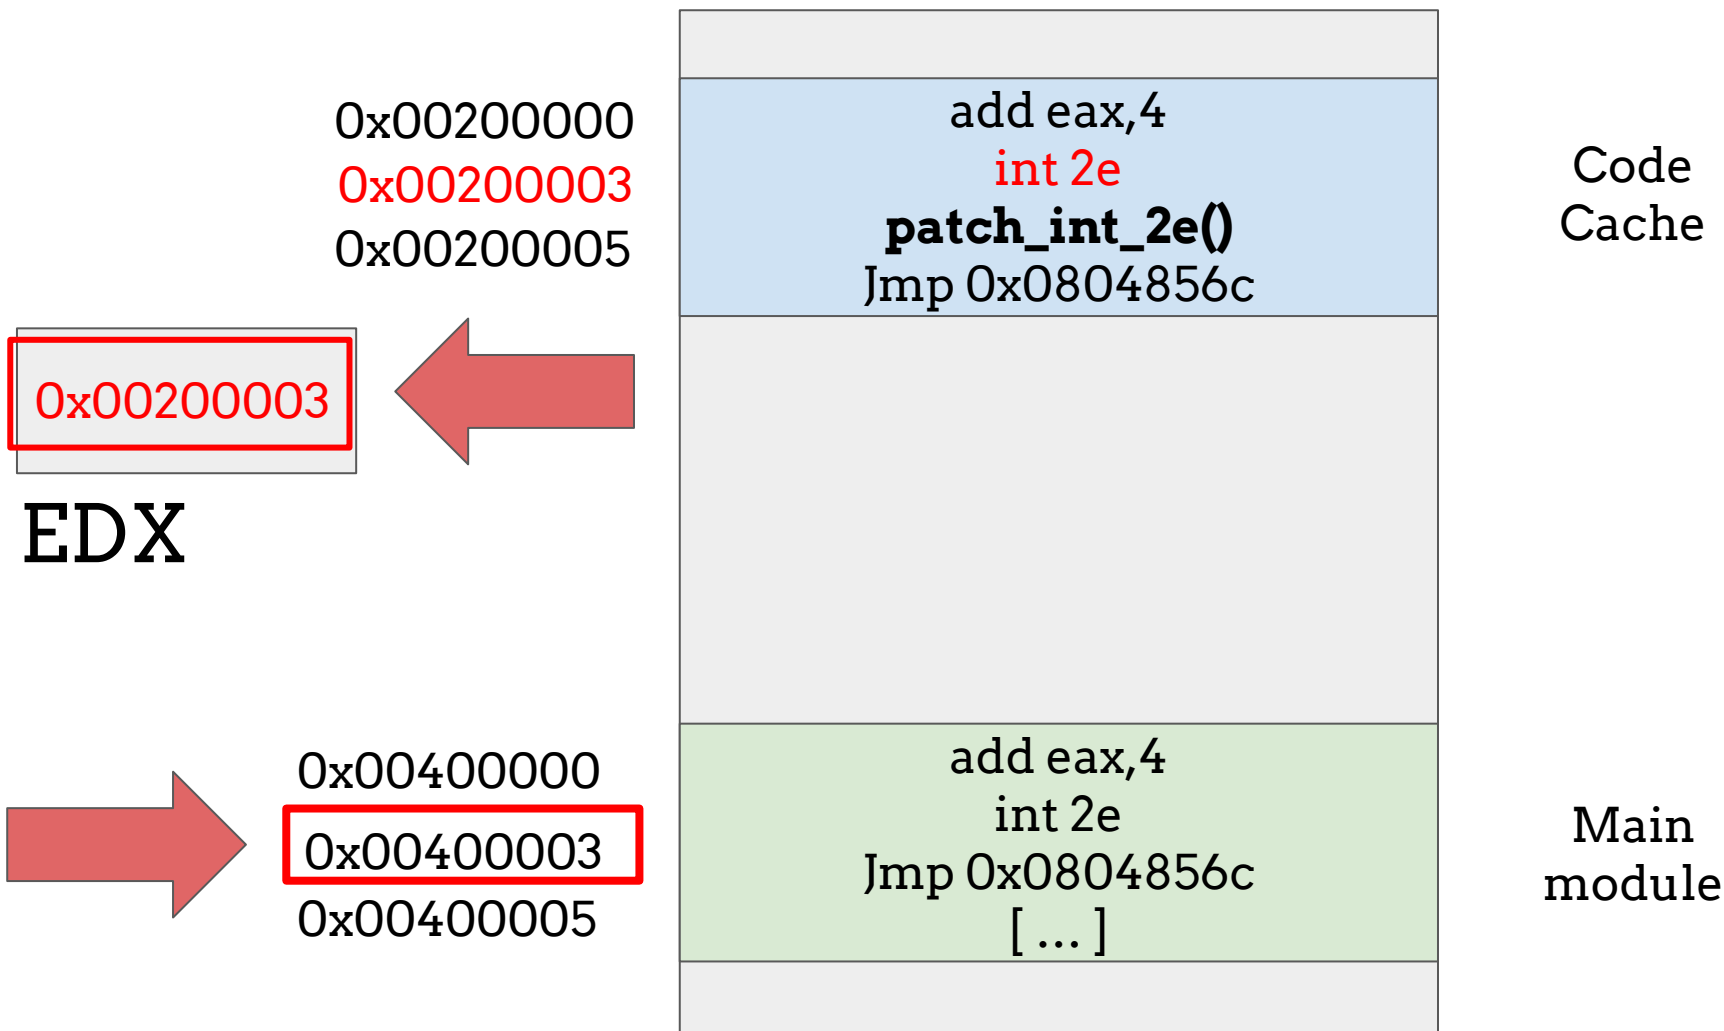 0x00200000
0x00200003
0x00200005
add eax,4
int 2e
patch_int_2e()
Jmp 0x0804856c
Code
Cache
0x00200003
EDX
0x00400000
0x00400003
0x00400005
add eax,4
int 2e
Jmp 0x0804856c
[ ... ]
Main
module